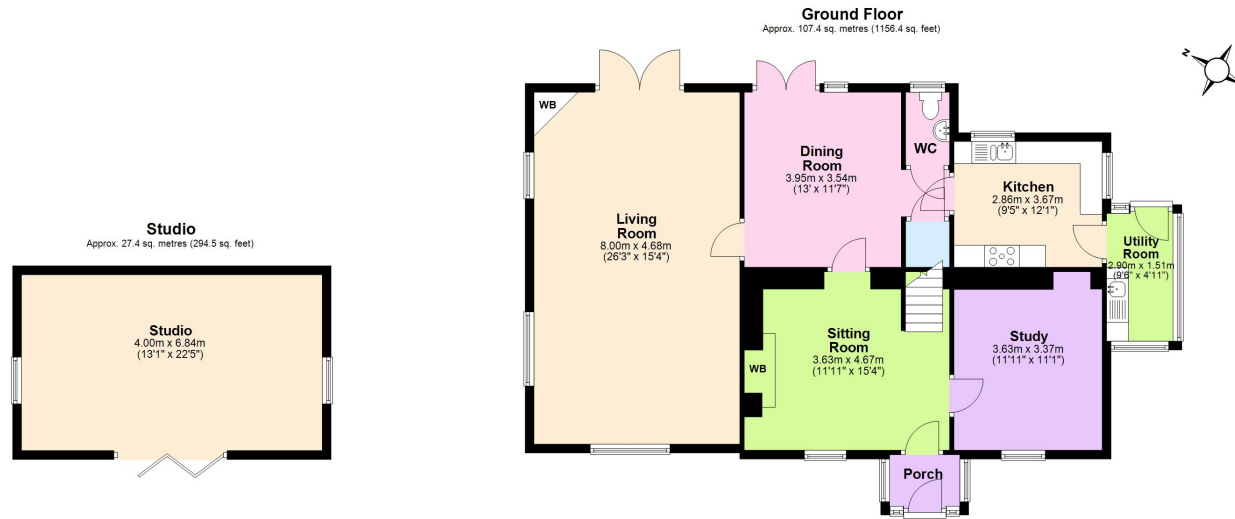 Ground Floor
Approx. 107.4 sq. metres (1156.4 sq. feet)
N
WB
Living
Room
8.00m x 4.68m
(26'3" x 15'4")
Dining
Room
3.95m x 3.54m
(13' x 11'7")
WC
Kitchen
2.86m x 3.67m
(9'5" x 12'1")
Utility
Room
2.90m x 1.51m
(9'6" x 4'11")
Sitting
Room
3.63m x 4.67m
(11'11" x 15'4")
WB
Study
3.63m x 3.37m
(11'11" x 11'1")
Porch
Studio
Approx. 27.4 sq. metres (294.5 sq. feet)
Studio
4.00m x 6.84m
(13'1" x 22'5")